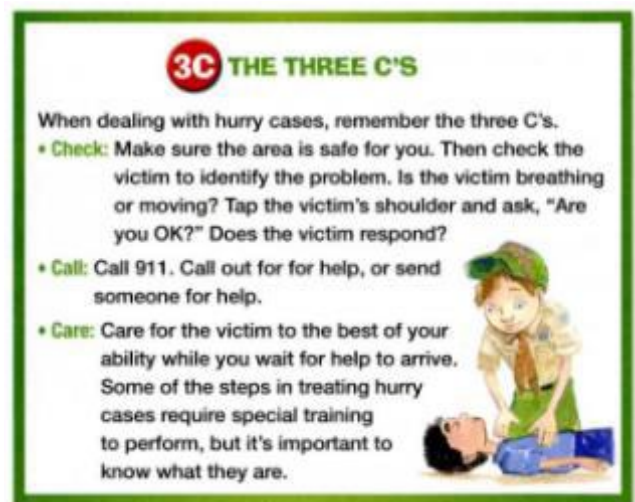 3C THE THREE C'S
When dealing with hurry cases, remember the three C's.
• Check: Make sure the area is safe for you. Then check the
victim to identify the problem. Is the victim breathing
or moving? Tap the victim's shoulder and ask, “Are
you OK?” Does the victim respond?
• Call: Call 911. Call out for for help, or send
someone for help.
• Care: Care for the victim to the best of your
ability while you wait for help to arrive.
Some of the steps in treating hurry
cases require special training
to perform, but it's important to
know what they are.